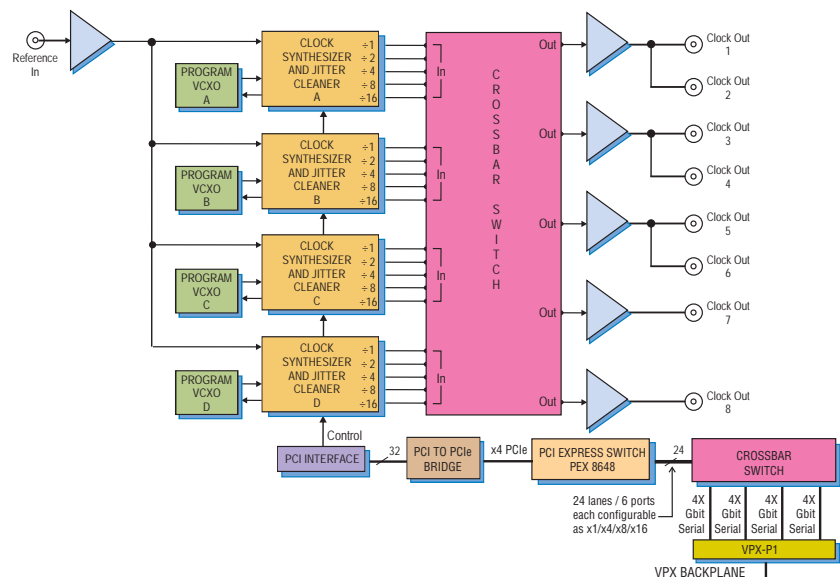 Reference
In
PROGRAM
VCXO
A
CLOCK
SYNTHESIZER
AND JITTER
CLEANER
A
÷1
÷2
÷4
÷8
÷16
In
PROGRAM
VCXO
B
CLOCK
SYNTHESIZER
AND JITTER
CLEANER
B
÷1
÷2
÷4
÷8
÷16
In
PROGRAM
VCXO
C
CLOCK
SYNTHESIZER
AND JITTER
CLEANER
C
÷1
÷2
÷4
÷8
÷16
In
PROGRAM
VCXO
D
CLOCK
SYNTHESIZER
AND JITTER
CLEANER
D
÷1
÷2
÷4
÷8
÷16
In
CROSSBAR SWITCH
Out
Out
Out
Out
Out
Clock Out
1
Clock Out
2
Clock Out
3
Clock Out
4
Clock Out
5
Clock Out
6
Clock Out
7
Clock Out
8
Control
PCI INTERFACE
32
PCI TO PCIe
BRIDGE
x4 PCIe
PCI EXPRESS SWITCH
PEX 8648
24
CROSSBAR
SWITCH
24 lanes / 6 ports
each configurable
as x1/x4/x8/x16
4X
Gbit
Serial
4X
Gbit
Serial
4X
Gbit
Serial
4X
Gbit
Serial
VPX-P1
VPX BACKPLANE